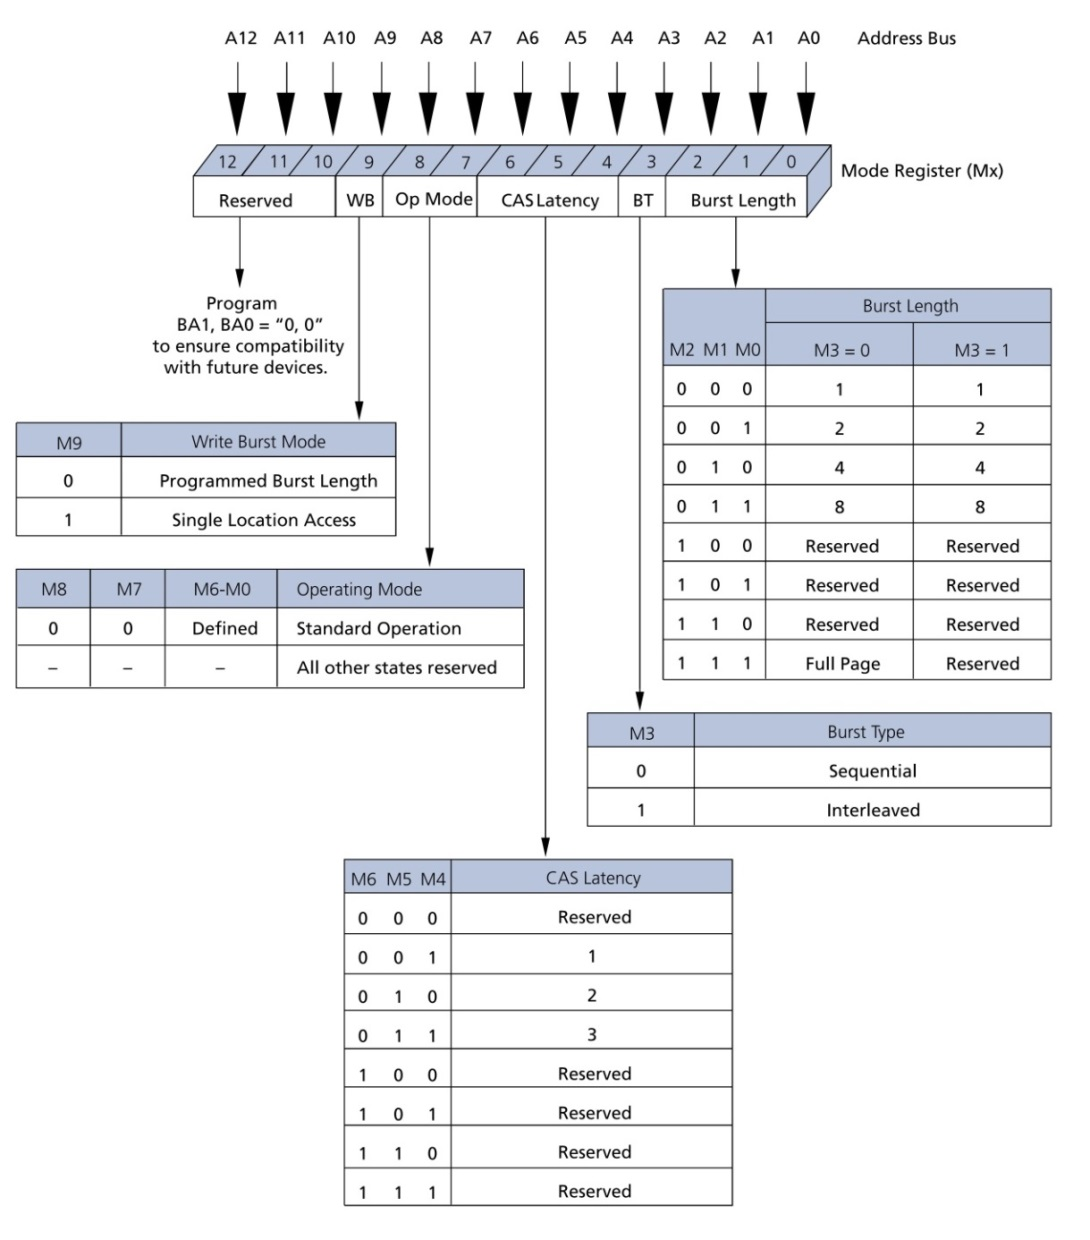 A12 A11 A10 A9 A8 A7 A6 A5 A4 A3 A2 A1 A0 Address Bus
12 11 10 9 8 7 6 5 4 3 2 1 0 Mode Register (Mx)
Reserved WB Op Mode CAS Latency BT Burst Length
Program
BA1, BA0 = “0, 0”
to ensure compatibility
with future devices.
Burst Length
M2 M1 M0 M3 = 0 M3 = 1
0 0 0 1 1
0 0 1 2 2
0 1 0 4 4
0 1 1 8 8
1 0 0 Reserved Reserved
1 0 1 Reserved Reserved
1 1 0 Reserved Reserved
1 1 1 Full Page Reserved
M9 Write Burst Mode
0 Programmed Burst Length
1 Single Location Access
M8 M7 M6-M0 Operating Mode
0 0 Defined Standard Operation
– – – All other states reserved
M3 Burst Type
0 Sequential
1 Interleaved
M6 M5 M4 CAS Latency
0 0 0 Reserved
0 0 1 1
0 1 0 2
0 1 1 3
1 0 0 Reserved
1 0 1 Reserved
1 1 0 Reserved
1 1 1 Reserved